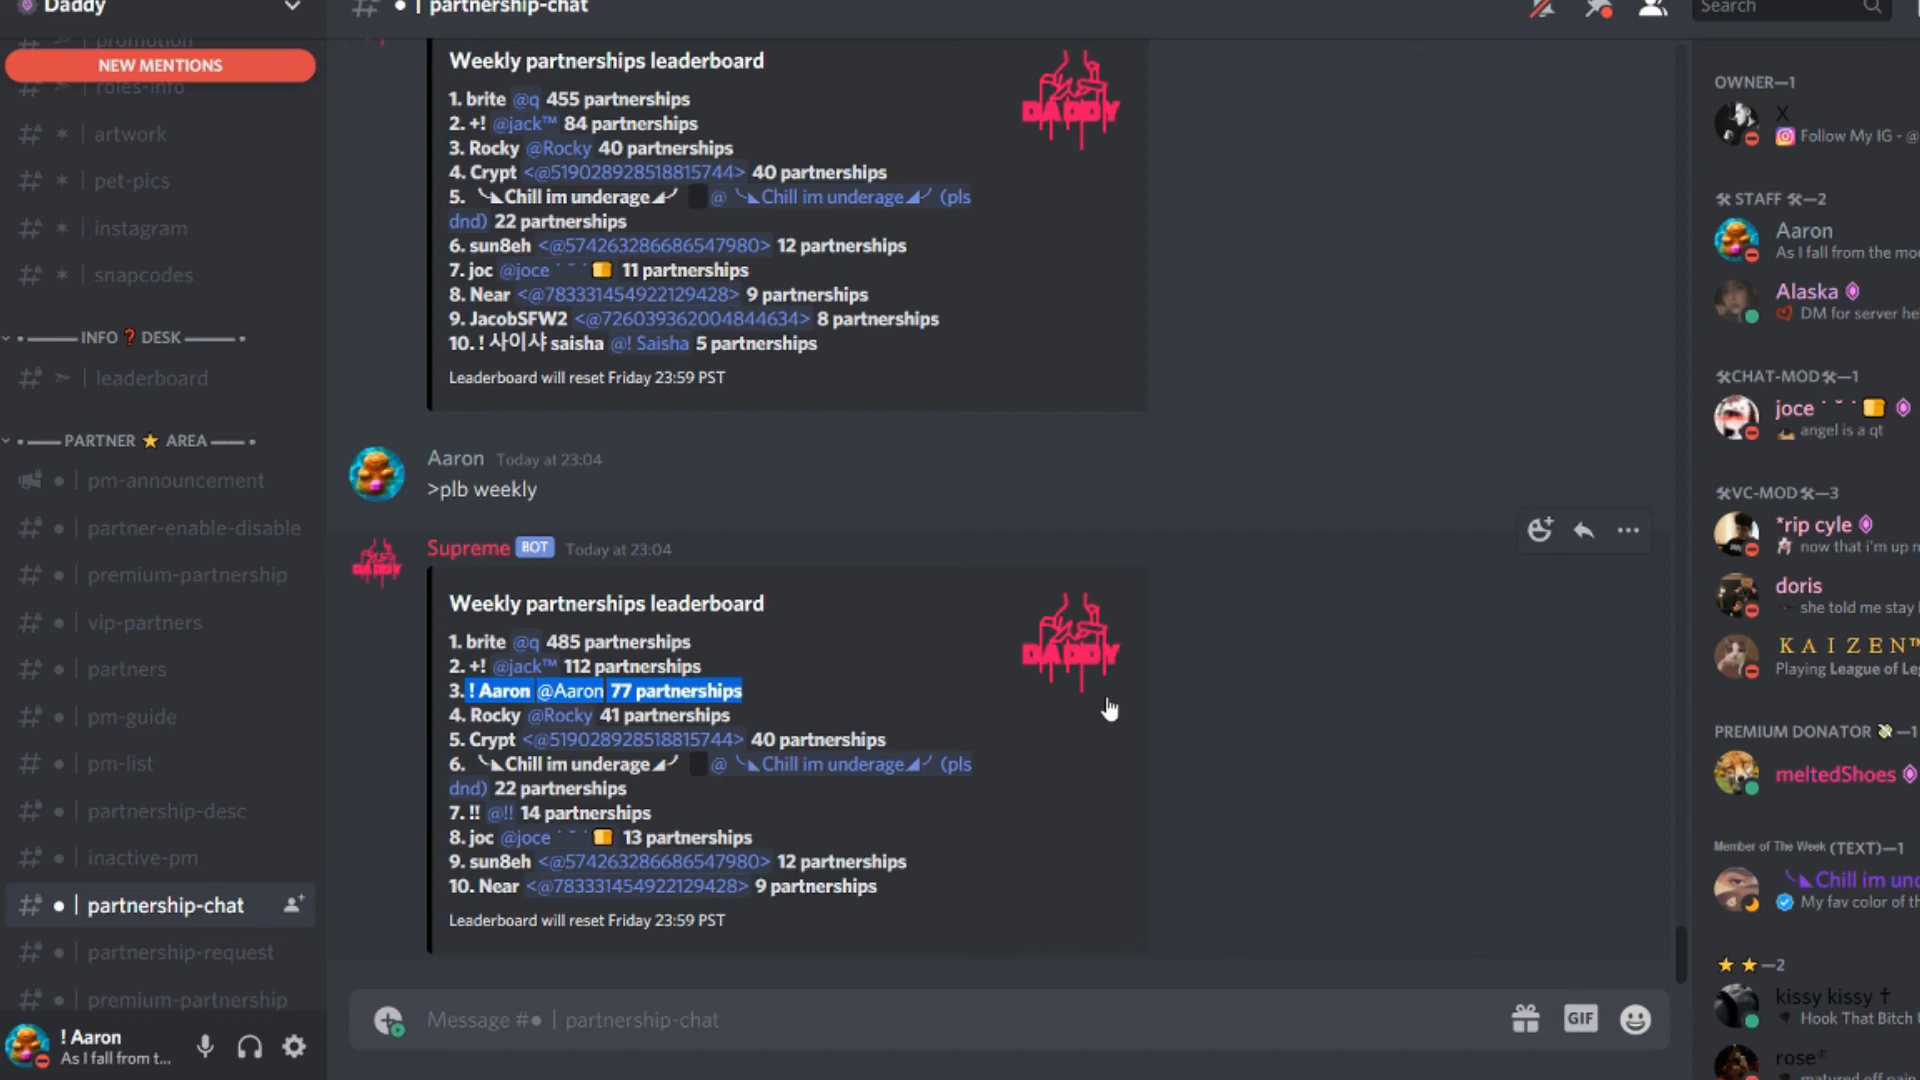 Daddy
promotion
NEW MENTIONS
roles-info
artwork
pet-pics
instagram
snapcodes
INFO ❓ DESK
leaderboard
PARTNER ⭐ AREA
pm-announcement
partner-enable-disable
premium-partnership
vip-partners
partners
pm-guide
pm-list
partnership-desc
inactive-pm
partnership-chat
partnership-request
premium-partnership
! Aaron
As I fall from t...
# ● | partnership-chat
Search
Weekly partnerships leaderboard
DADDY
1. brite @q 455 partnerships
2. +! @jack™ 84 partnerships
3. Rocky @Rocky 40 partnerships
4. Crypt <@519028928518815744> 40 partnerships
5. ╰◣Chill im underage◢╯ @ ╰◣Chill im underage◢╯ (pls
dnd) 22 partnerships
6. sun8eh <@574263286686547980> 12 partnerships
7. joc @joce 🍞 11 partnerships
8. Near <@783331454922129428> 9 partnerships
9. JacobSFW2 <@726039362004844634> 8 partnerships
10. ! 사이샤 saisha @! Saisha 5 partnerships
Leaderboard will reset Friday 23:59 PST
Aaron Today at 23:04
>plb weekly
Supreme BOT Today at 23:04
DADDY
Weekly partnerships leaderboard
DADDY
1. brite @q 485 partnerships
2. +! @jack™ 112 partnerships
3. ! Aaron @Aaron 77 partnerships
4. Rocky @Rocky 41 partnerships
5. Crypt <@519028928518815744> 40 partnerships
6. ╰◣Chill im underage◢╯ @ ╰◣Chill im underage◢╯ (pls
dnd) 22 partnerships
7. !! @!! 14 partnerships
8. joc @joce 🍞 13 partnerships
9. sun8eh <@574263286686547980> 12 partnerships
10. Near <@783331454922129428> 9 partnerships
Leaderboard will reset Friday 23:59 PST
Message #● | partnership-chat
GIF
OWNER—1
X
Follow My IG - @
🛠STAFF🛠—2
Aaron
As I fall from the moo
Alaska
DM for server he
🛠CHAT-MOD🛠—1
joce 🍞
angel is a qt
🛠VC-MOD🛠—3
*rip cyle
now that i'm up n
doris
she told me stay
K A I Z E N™
Playing League of Le
PREMIUM DONATOR 💸—1
meltedShoes
Member of The Week (TEXT)—1
╰◣Chill im und
My fav color of th
⭐ ⭐—2
kissy kissy †
Hook That Bitch
rose®
matured off pain